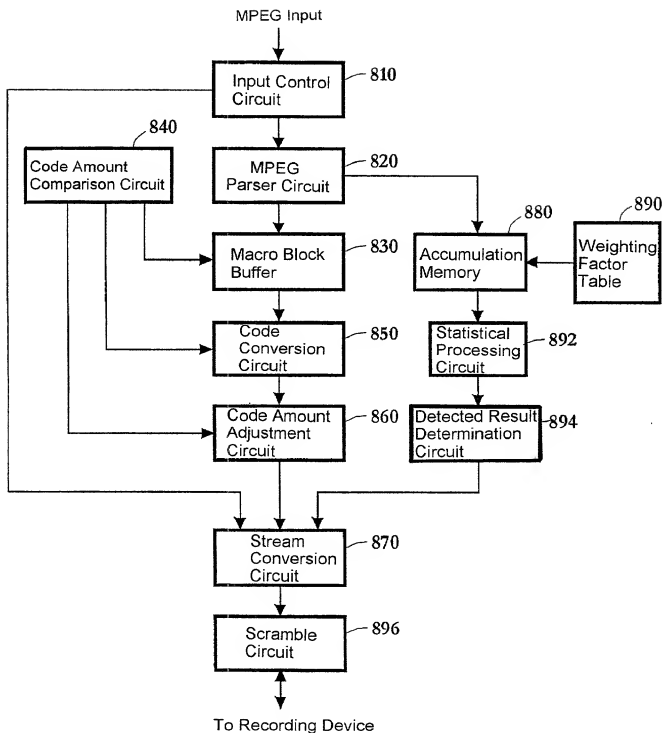 MPEG Input
Input Control
Circuit
810
840
Code Amount
Comparison Circuit
MPEG
Parser Circuit
820
880
890
Macro Block
Buffer
830
Accumulation
Memory
Weighting
Factor
Table
Code
Conversion
Circuit
850
Statistical
Processing
Circuit
892
Code Amount
Adjustment
Circuit
860
Detected Result
Determination
Circuit
894
Stream
Conversion
Circuit
870
Scramble
Circuit
896
To Recording Device